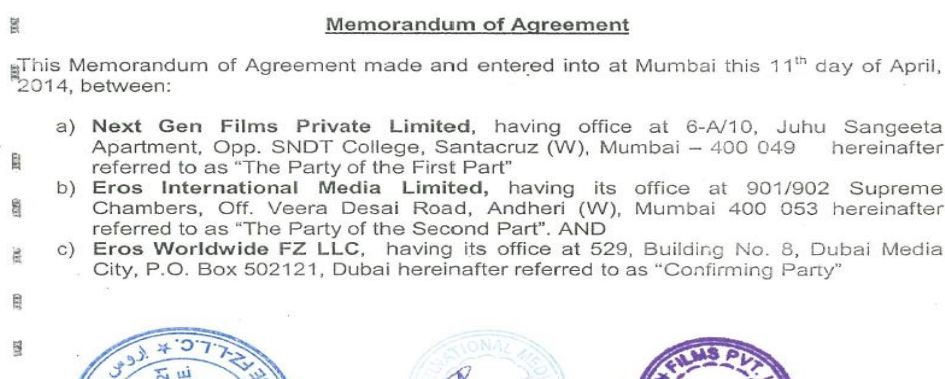 Memorandum of Agreement
This Memorandum of Agreement made and entered into at Mumbai this 11th day of April,
2014, between:
a) Next Gen Films Private Limited, having office at 6-A/10, Juhu Sangeeta
Apartment, Opp. SNDT College, Santacruz (W), Mumbai – 400 049 hereinafter
referred to as “The Party of the First Part”
b) Eros International Media Limited, having its office at 901/902 Supreme
Chambers, Off. Veera Desai Road, Andheri (W), Mumbai 400 053 hereinafter
referred to as “The Party of the Second Part”. AND
c) Eros Worldwide FZ LLC, having its office at 529, Building No. 8, Dubai Media
City, P.O. Box 502121, Dubai hereinafter referred to as “Confirming Party”
FZ-L.L.C. ★ ايروس
FILMS PVT.